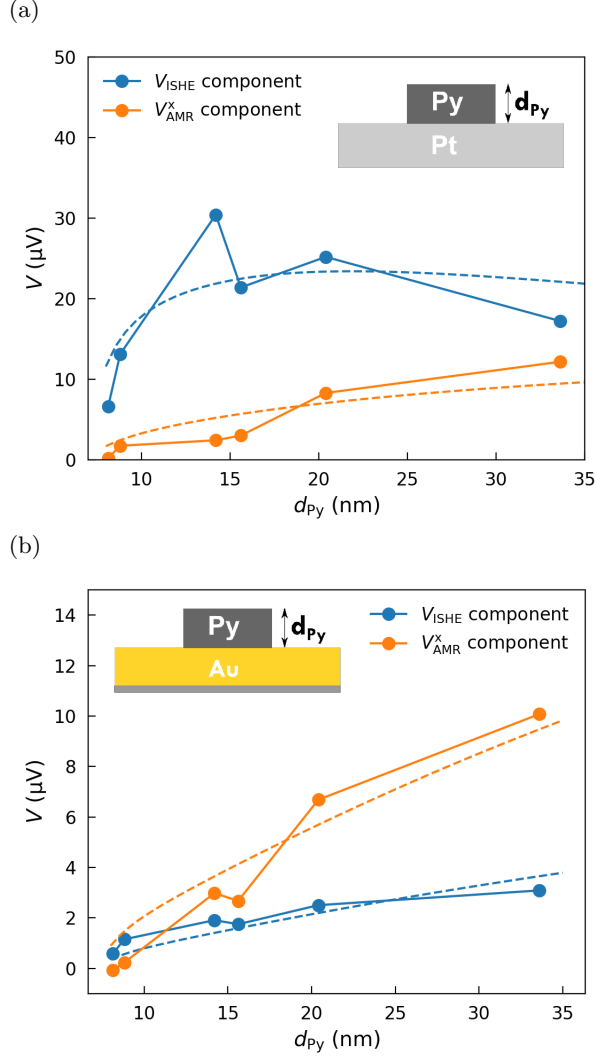 (a)
50
40
30
20
10
0
V (μV)
V_ISHE component
V^x_AMR component
Py
d_Py
Pt
10
15
20
25
30
35
d_Py (nm)
(b)
14
12
10
8
6
4
2
0
V (μV)
Py
d_Py
Au
V_ISHE component
V^x_AMR component
10
15
20
25
30
35
d_Py (nm)